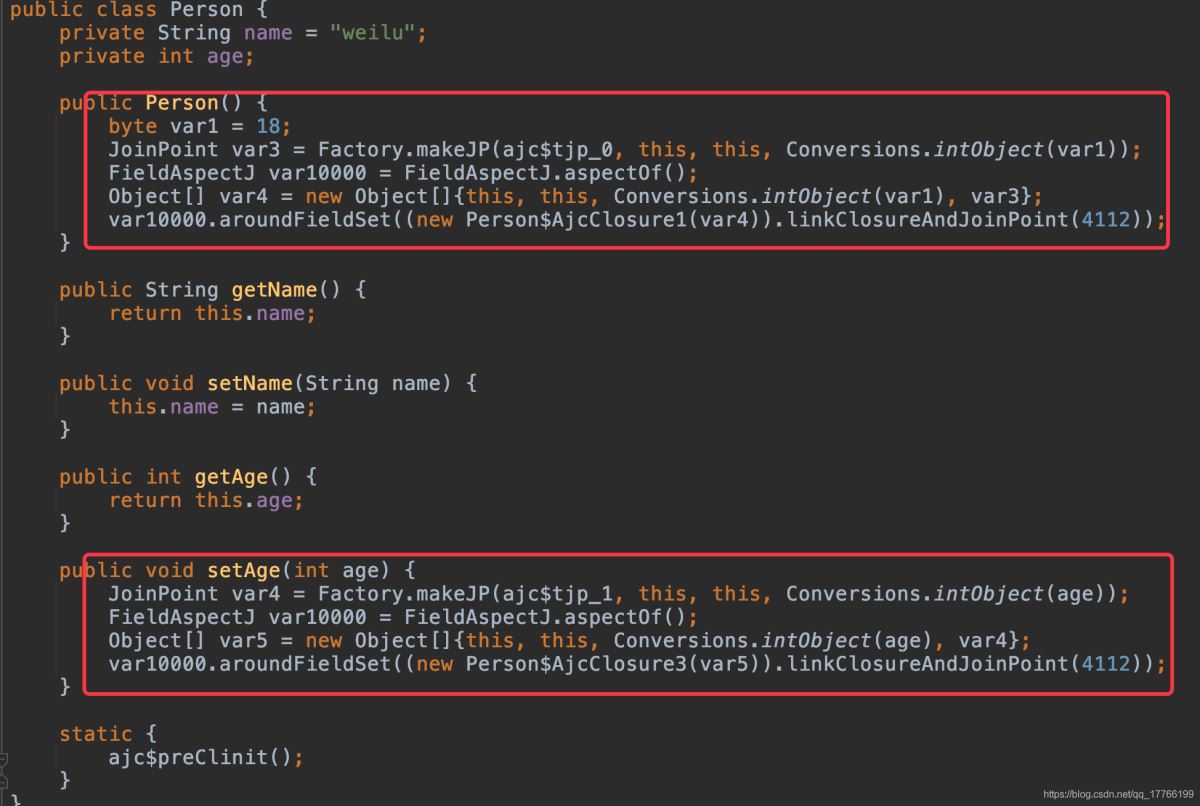 public class Person {
private String name = "weilu";
private int age;
public Person() {
byte var1 = 18;
JoinPoint var3 = Factory.makeJP(ajc$tjp_0, this, this, Conversions.intObject(var1));
FieldAspectJ var10000 = FieldAspectJ.aspectOf();
Object[] var4 = new Object[]{this, this, Conversions.intObject(var1), var3};
var10000.aroundFieldSet((new Person$AjcClosure1(var4)).linkClosureAndJoinPoint(4112));
}
public String getName() {
return this.name;
}
public void setName(String name) {
this.name = name;
}
public int getAge() {
return this.age;
}
public void setAge(int age) {
JoinPoint var4 = Factory.makeJP(ajc$tjp_1, this, this, Conversions.intObject(age));
FieldAspectJ var10000 = FieldAspectJ.aspectOf();
Object[] var5 = new Object[]{this, this, Conversions.intObject(age), var4};
var10000.aroundFieldSet((new Person$AjcClosure3(var5)).linkClosureAndJoinPoint(4112));
}
static {
ajc$preClinit();
}
}
https://blog.csdn.net/qq_17766199